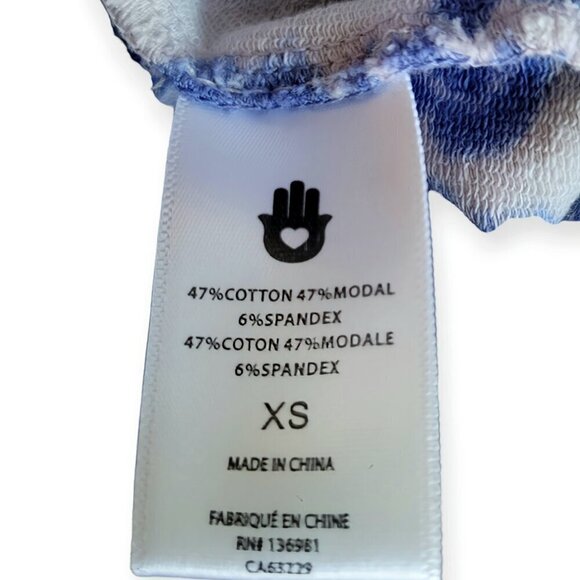 47%COTTON 47%MODAL
6%SPANDEX
47%COTON 47%MODALE
6%SPANDEX
XS
MADE IN CHINA
FABRIQUÉ EN CHINE
RN# 136981
CA63229